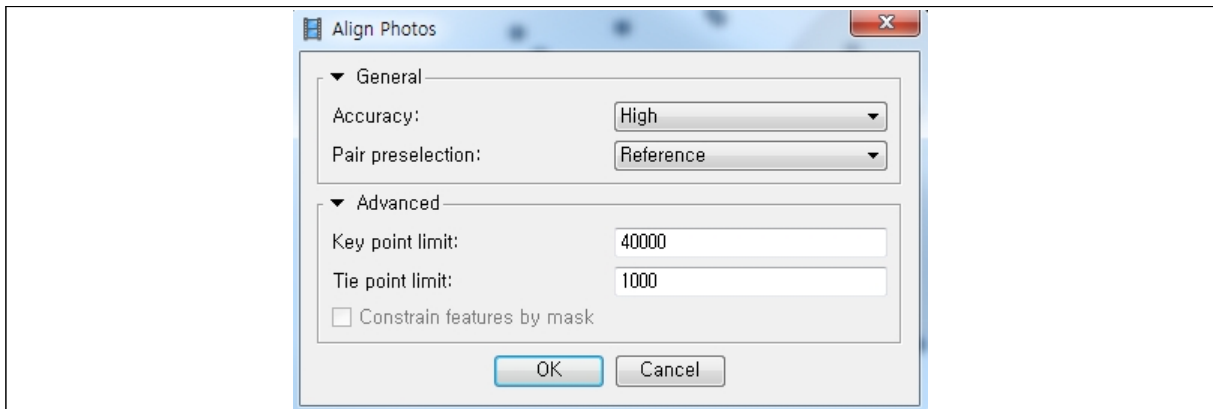 Align Photos
General
Accuracy: High
Pair preselection: Reference
Advanced
Key point limit: 40000
Tie point limit: 1000
Constrain features by mask
OK Cancel